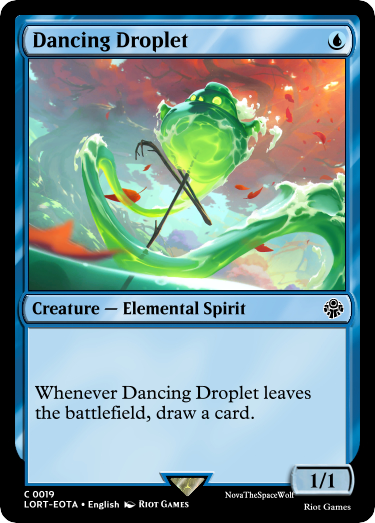 Dancing Droplet
Creature — Elemental Spirit
Whenever Dancing Droplet leaves
the battlefield, draw a card.
1/1
C 0019
LORT-EOTA • English Riot Games
NovaTheSpaceWolf
Riot Games